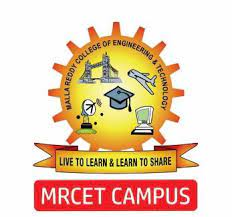 MALLA REDDY COLLEGE OF ENGINEERING & TECHNOLOGY
LIVE TO LEARN & LEARN TO SHARE
MRCET CAMPUS